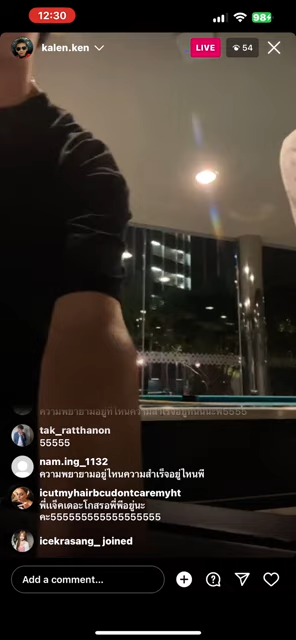 12:30
98
kalen.ken
LIVE
54
ความพยายามอยู่ที่ไหนความสำเร็จอยู่ที่นั่นนะพี่5555
tak_ratthanon
55555
nam.ing_1132
ความพยายามอยู่ไหนความสำเร็จอยู่ไหนพี่
icutmyhairbcudontcaremyht
พี่แจ็คเดอะโกสรอพี่พีอยู่นะ
คะ555555555555555555
icekrasang_ joined
Add a comment...